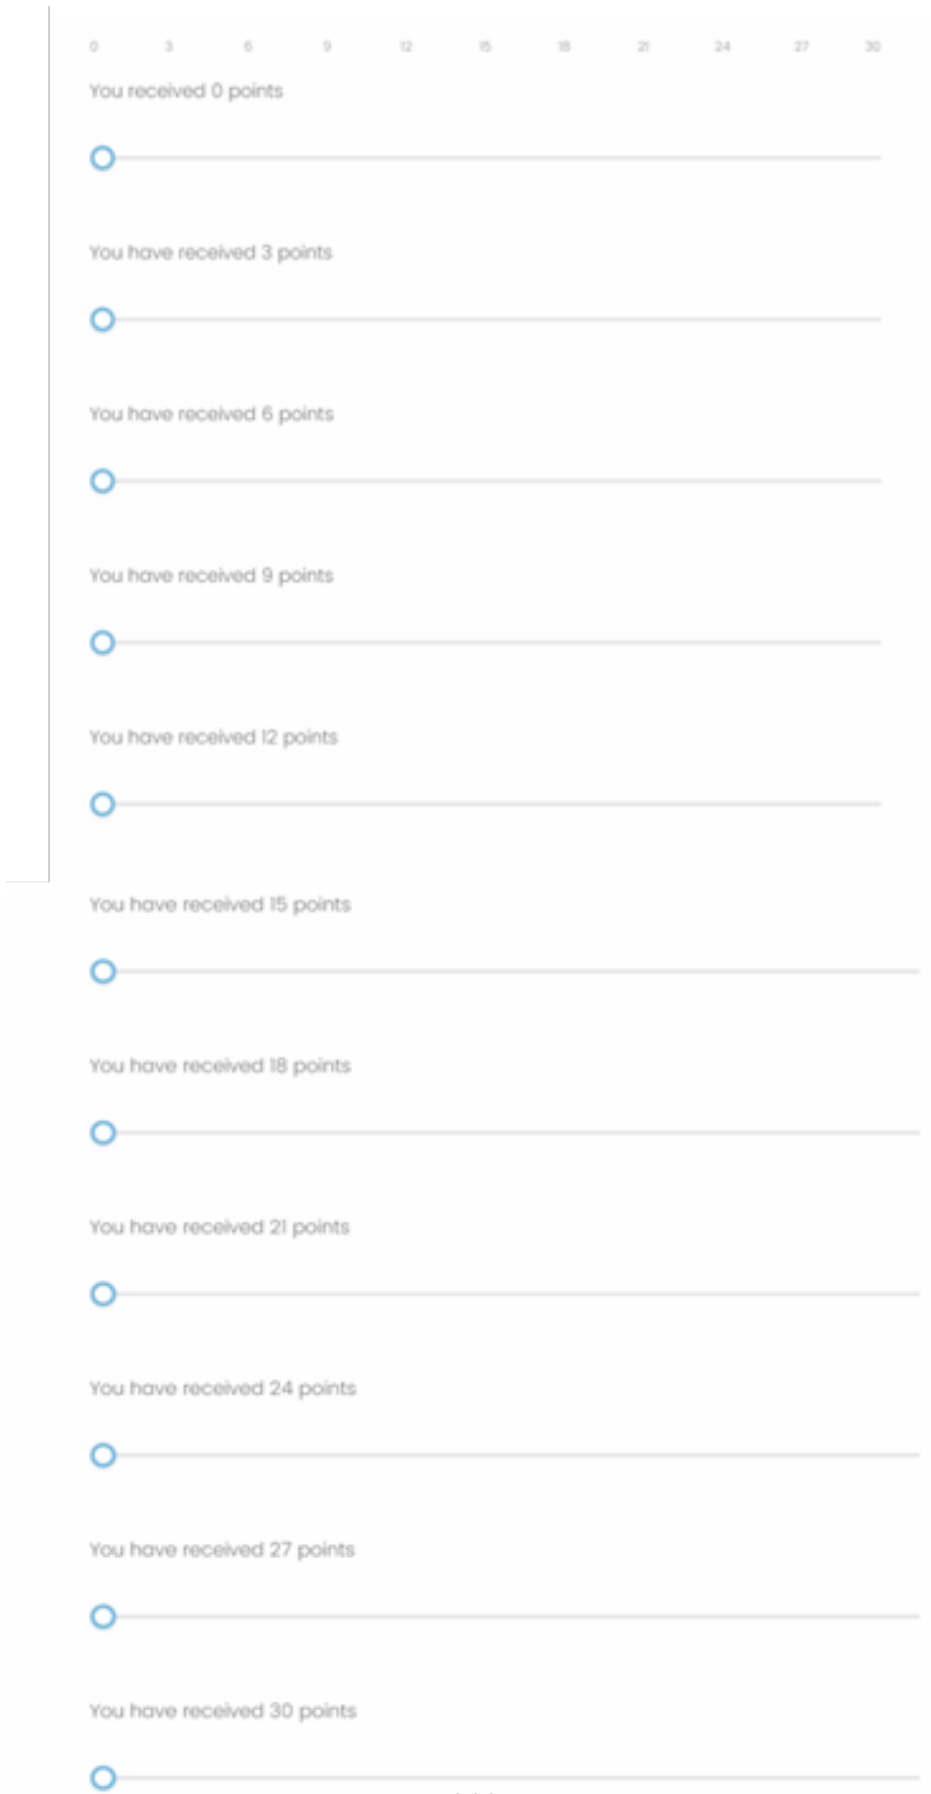 0 3 6 9 12 15 18 21 24 27 30
You received 0 points
You have received 3 points
You have received 6 points
You have received 9 points
You have received 12 points
You have received 15 points
You have received 18 points
You have received 21 points
You have received 24 points
You have received 27 points
You have received 30 points